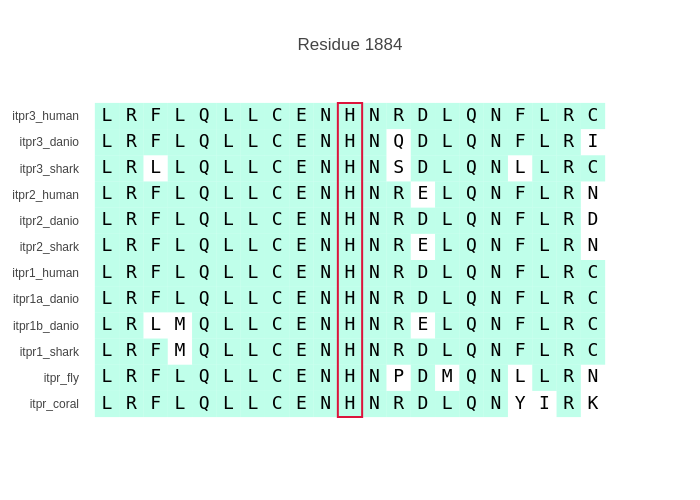 Residue 1884
itpr3_human L R F L Q L L C E N H N R D L Q N F L R C
itpr3_danio L R F L Q L L C E N H N Q D L Q N F L R I
itpr3_shark L R L L Q L L C E N H N S D L Q N L L R C
itpr2_human L R F L Q L L C E N H N R E L Q N F L R N
itpr2_danio L R F L Q L L C E N H N R D L Q N F L R D
itpr2_shark L R F L Q L L C E N H N R E L Q N F L R N
itpr1_human L R F L Q L L C E N H N R D L Q N F L R C
itpr1a_danio L R F L Q L L C E N H N R D L Q N F L R C
itpr1b_danio L R L M Q L L C E N H N R E L Q N F L R C
itpr1_shark L R F M Q L L C E N H N R D L Q N F L R C
itpr_fly L R F L Q L L C E N H N P D M Q N L L R N
itpr_coral L R F L Q L L C E N H N R D L Q N Y I R K